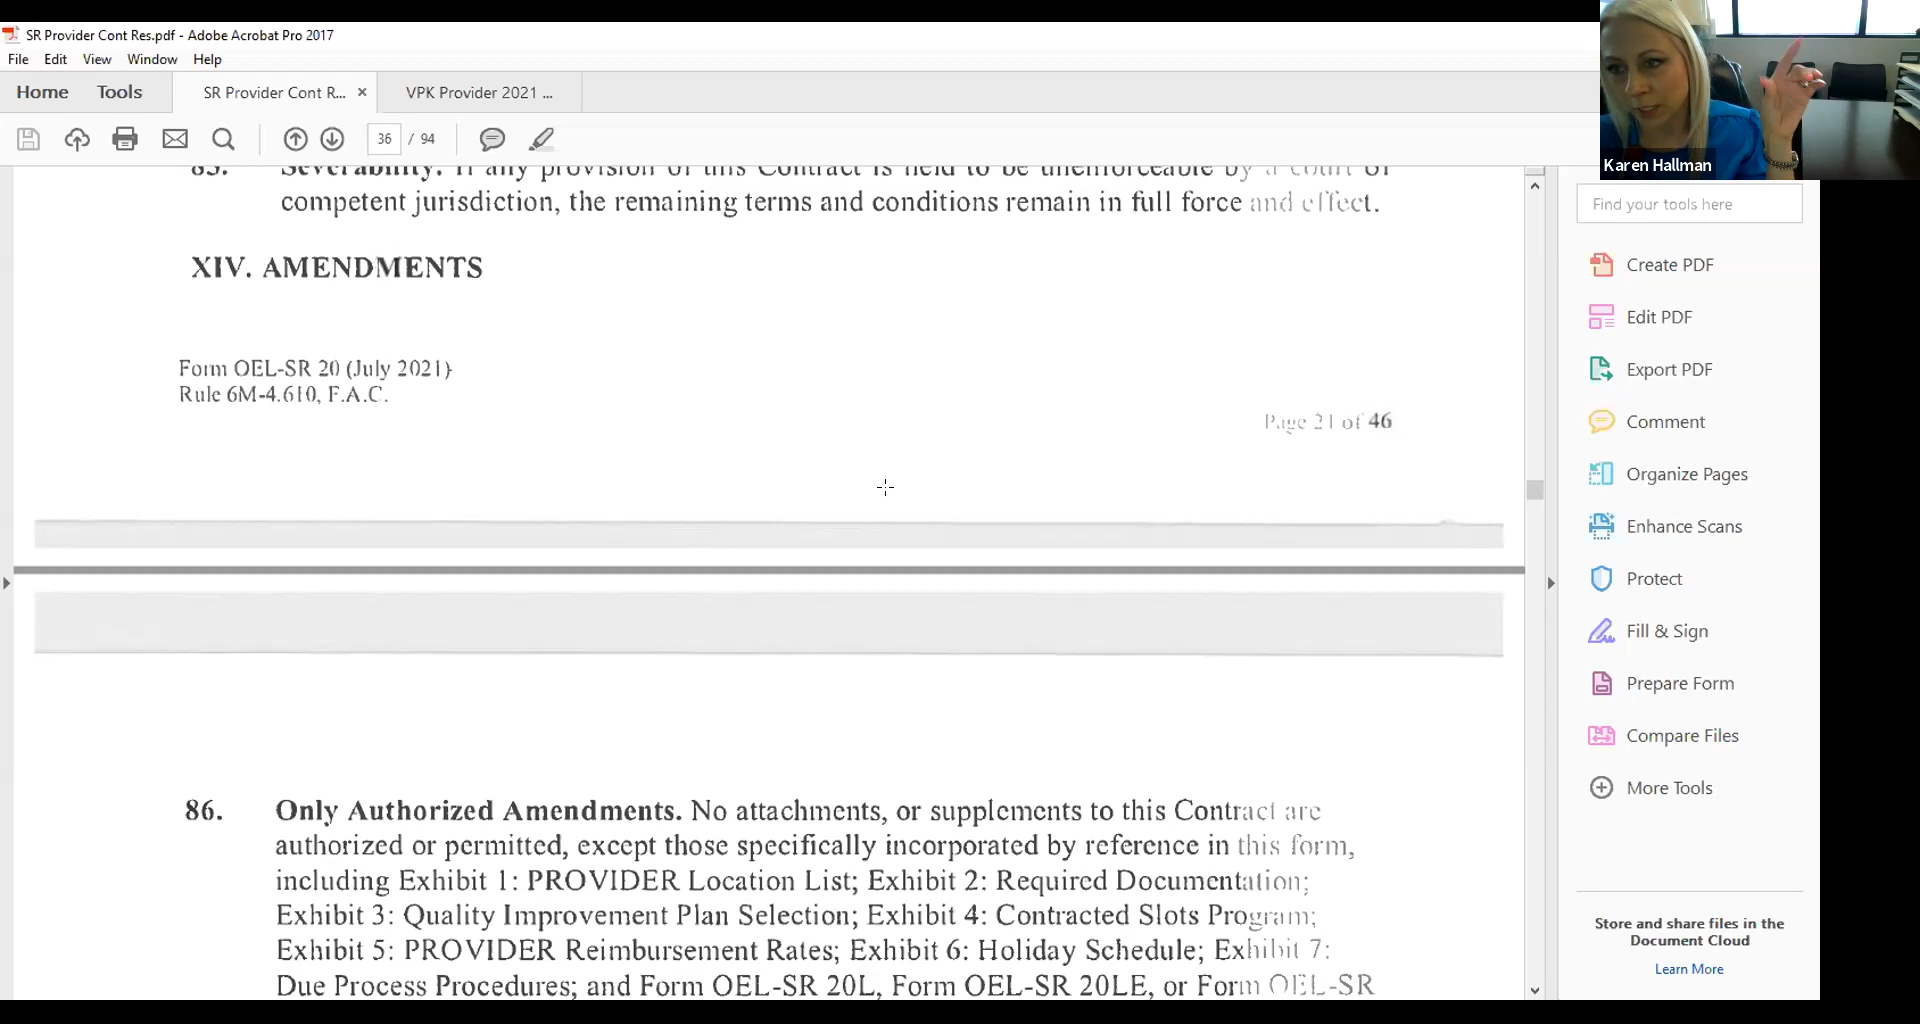 SR Provider Cont Res.pdf - Adobe Acrobat Pro 2017
File Edit View Window Help
Home Tools SR Provider Cont R... × VPK Provider 2021 ...
36 / 94
Karen Hallman
85. Severability. If any provision of this Contract is held to be unenforceable by a court of
competent jurisdiction, the remaining terms and conditions remain in full force and effect.
XIV. AMENDMENTS
Form OEL-SR 20 (July 2021)
Rule 6M-4.610, F.A.C.
Page 21 of 46
86. Only Authorized Amendments. No attachments, or supplements to this Contract are
authorized or permitted, except those specifically incorporated by reference in this form,
including Exhibit 1: PROVIDER Location List; Exhibit 2: Required Documentation;
Exhibit 3: Quality Improvement Plan Selection; Exhibit 4: Contracted Slots Program;
Exhibit 5: PROVIDER Reimbursement Rates; Exhibit 6: Holiday Schedule; Exhibit 7:
Due Process Procedures; and Form OEL-SR 20L, Form OEL-SR 20LE, or Form OEL-SR
Find your tools here
Create PDF
Edit PDF
Export PDF
Comment
Organize Pages
Enhance Scans
Protect
Fill & Sign
Prepare Form
Compare Files
More Tools
Store and share files in the
Document Cloud
Learn More